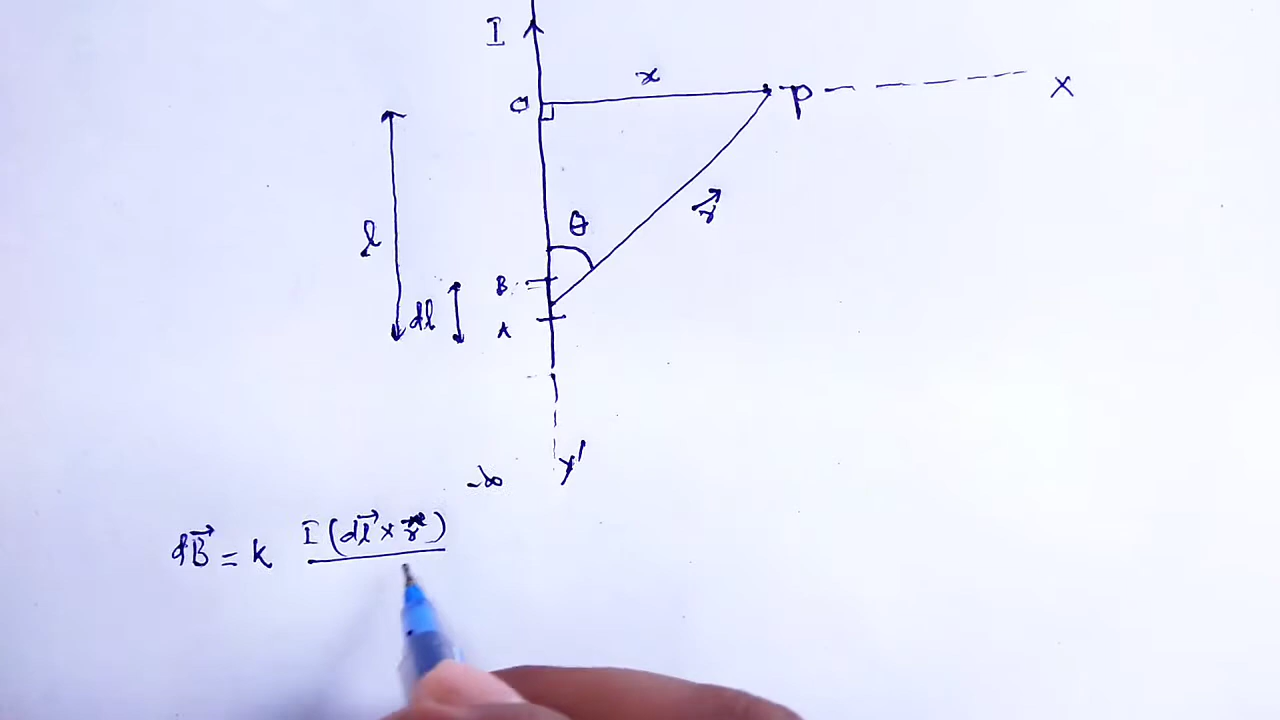 I
x
O
P
X
θ
r⃗
l
B
dl
A
y'
-∞
dB⃗ = k I(dl⃗ × r⃗)